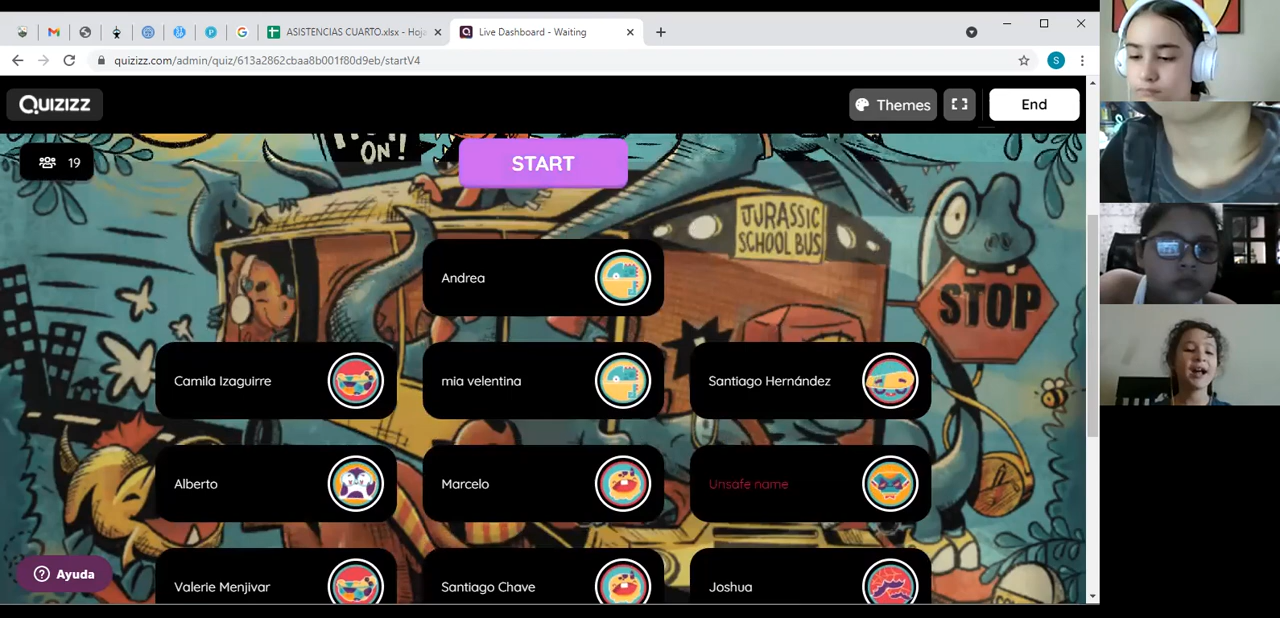 ASISTENCIAS CUARTO.xlsx - Hoja
Live Dashboard - Waiting
quizizz.com/admin/quiz/613a2862cbaa8b001f80d9eb/startV4
S
Quizizz
Themes
End
ON!
19
START
JURASSIC
SCHOOL BUS
STOP
Andrea
Camila Izaguirre
mia velentina
Santiago Hernández
Alberto
Marcelo
Unsafe name
Ayuda
Valerie Menjivar
Santiago Chave
Joshua